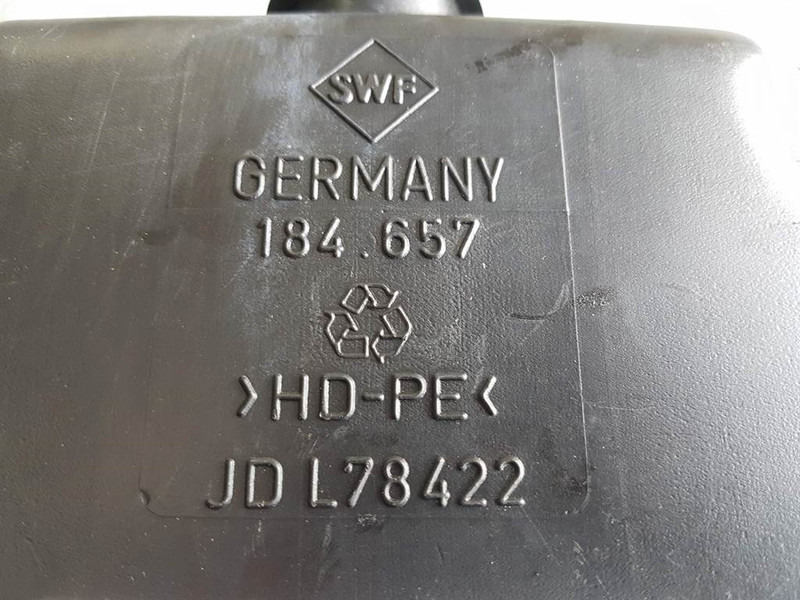 SWF
GERMANY
184.657
>HD-PE<
JD L78422